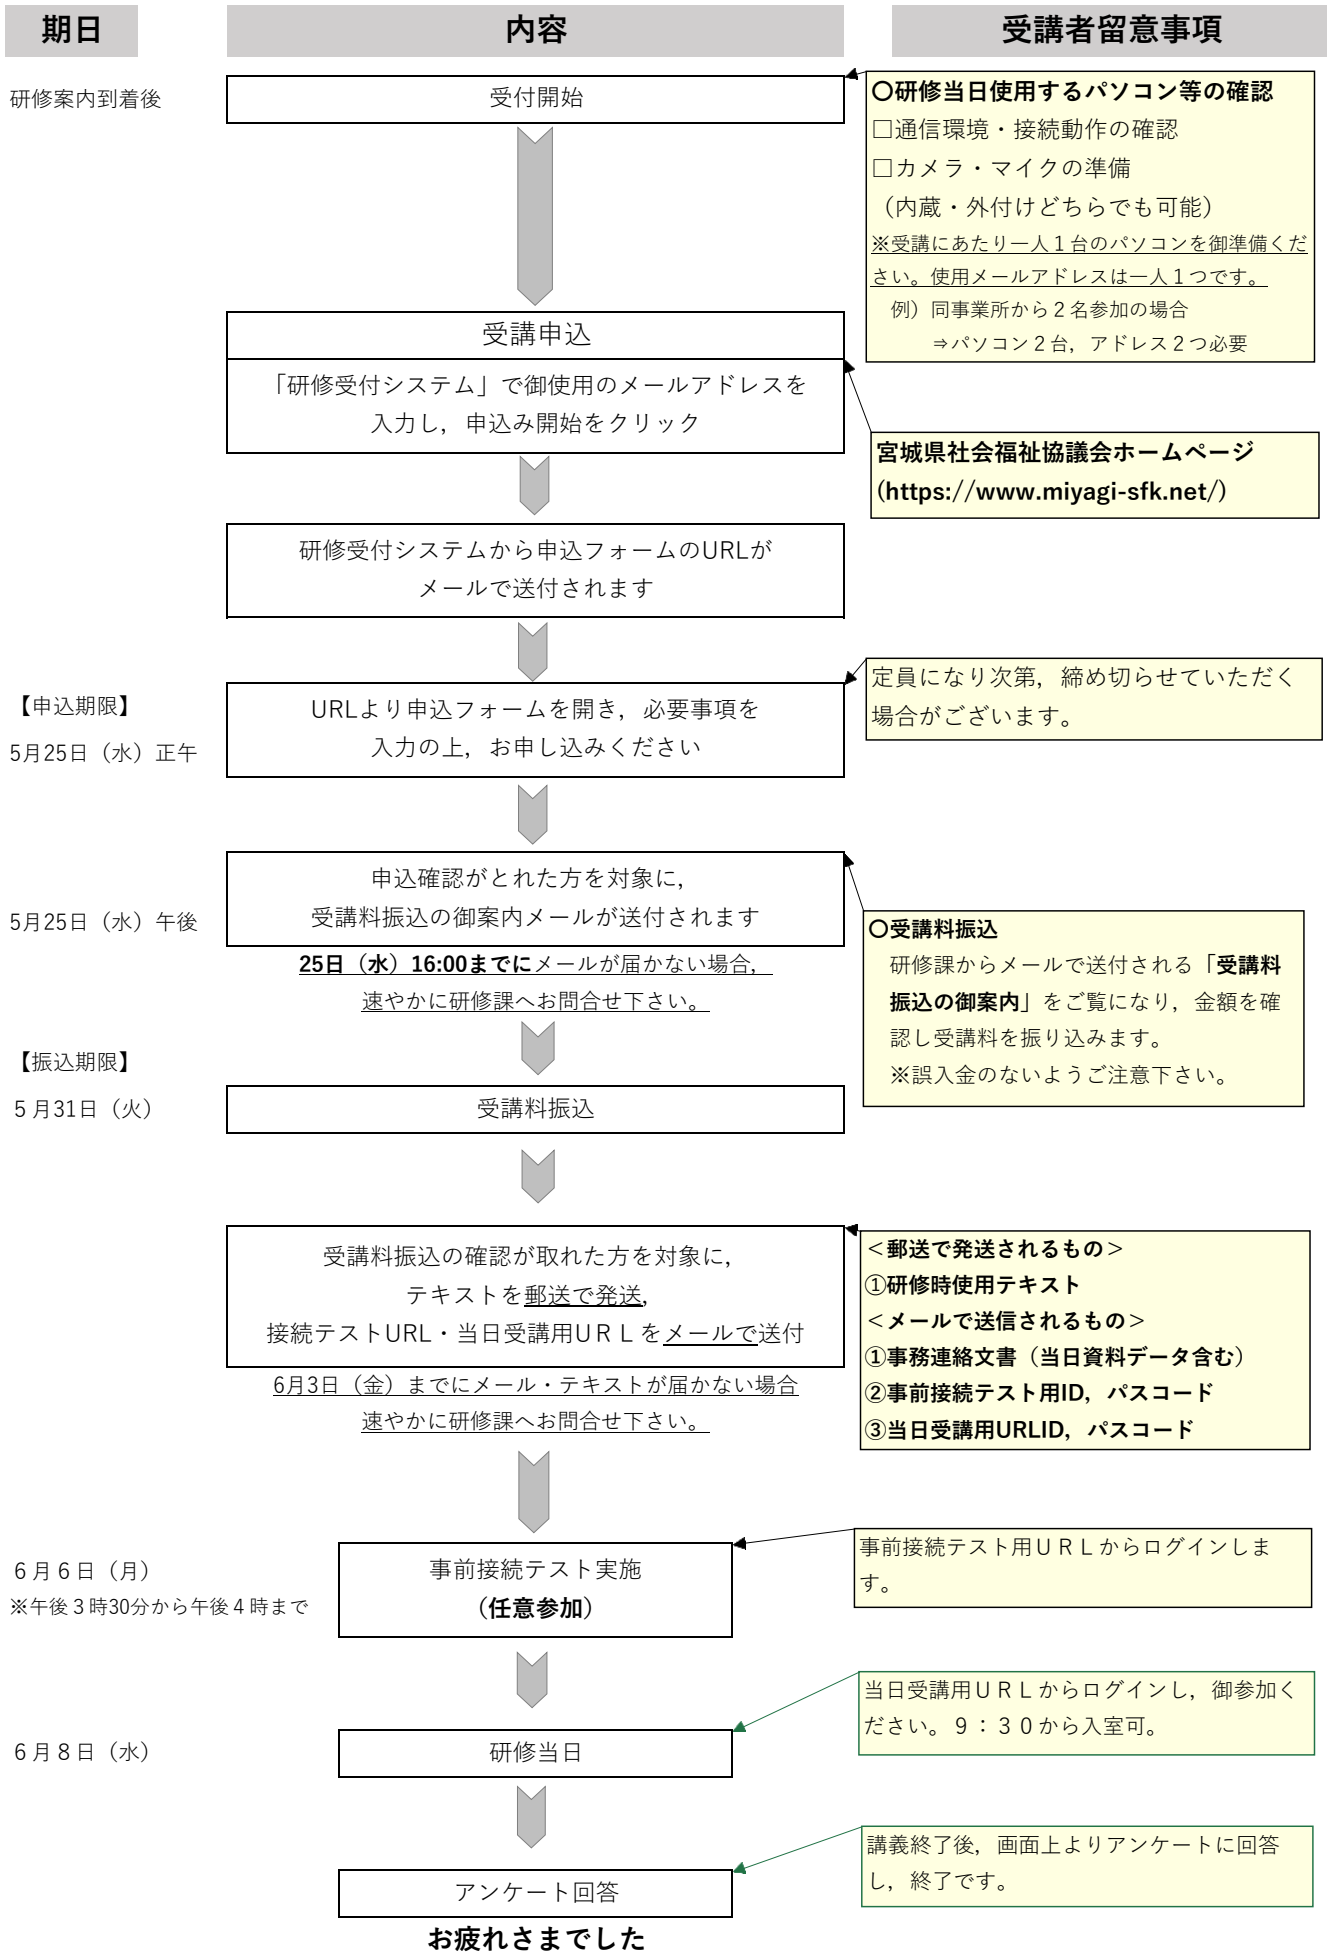 期日
内容
受講者留意事項
研修案内到着後
受付開始
〇研修当日使用するパソコン等の確認
□通信環境・接続動作の確認
□カメラ・マイクの準備
（内蔵・外付けどちらでも可能）
※受講にあたり一人１台のパソコンを御準備くだ
さい。使用メールアドレスは一人１つです。
例）同事業所から２名参加の場合
⇒パソコン２台，アドレス２つ必要
受講申込
「研修受付システム」で御使用のメールアドレスを
入力し，申込み開始をクリック
宮城県社会福祉協議会ホームページ
(https://www.miyagi-sfk.net/)
研修受付システムから申込フォームのURLが
メールで送付されます
【申込期限】
5月25日（水）正午
URLより申込フォームを開き，必要事項を
入力の上，お申し込みください
定員になり次第，締め切らせていただく
場合がございます。
5月25日（水）午後
申込確認がとれた方を対象に，
受講料振込の御案内メールが送付されます
25日（水）16:00までにメールが届かない場合，
速やかに研修課へお問合せ下さい。
〇受講料振込
研修課からメールで送付される「受講料
振込の御案内」をご覧になり，金額を確
認し受講料を振り込みます。
※誤入金のないようご注意下さい。
【振込期限】
５月31日（火）
受講料振込
受講料振込の確認が取れた方を対象に，
テキストを郵送で発送，
接続テストURL・当日受講用ＵＲＬをメールで送付
6月3日（金）までにメール・テキストが届かない場合
速やかに研修課へお問合せ下さい。
＜郵送で発送されるもの＞
①研修時使用テキスト
＜メールで送信されるもの＞
①事務連絡文書（当日資料データ含む）
②事前接続テスト用ID，パスコード
③当日受講用URLID，パスコード
６月６日（月）
※午後３時30分から午後４時まで
事前接続テスト実施
（任意参加）
事前接続テスト用ＵＲＬからログインしま
す。
６月８日（水）
研修当日
当日受講用ＵＲＬからログインし，御参加く
ださい。９：３０から入室可。
アンケート回答
講義終了後，画面上よりアンケートに回答
し，終了です。
お疲れさまでした